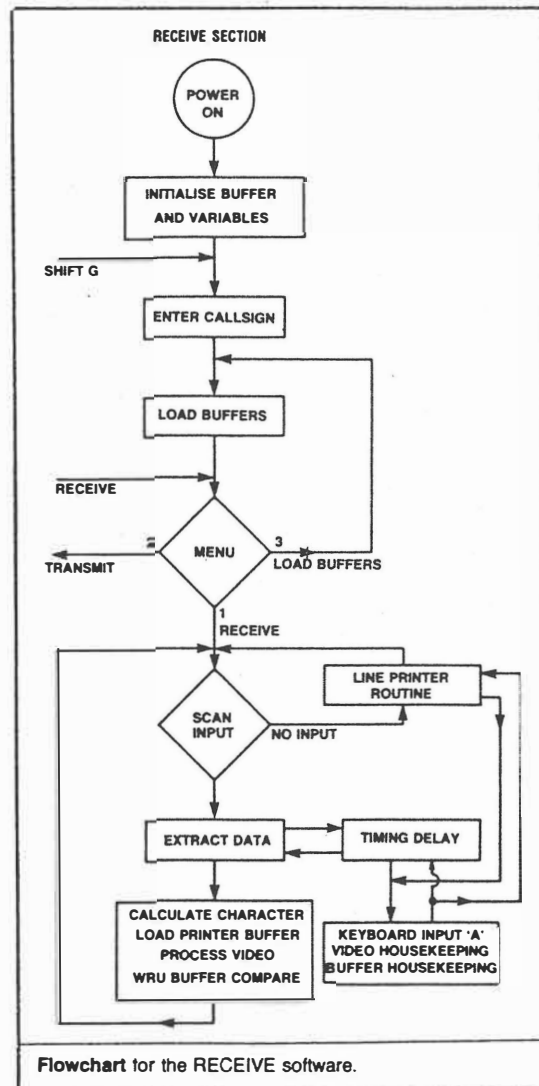 RECEIVE SECTION
POWER
ON
INITIALISE BUFFER
AND VARIABLES
SHIFT G
ENTER CALLSIGN
LOAD BUFFERS
RECEIVE
MENU
3
TRANSMIT
LOAD BUFFERS
1
RECEIVE
LINE PRINTER
ROUTINE
SCAN
INPUT
NO INPUT
EXTRACT DATA
TIMING DELAY
CALCULATE CHARACTER
LOAD PRINTER BUFFER
PROCESS VIDEO
WRU BUFFER COMPARE
KEYBOARD INPUT 'A'
VIDEO HOUSEKEEPING
BUFFER HOUSEKEEPING
Flowchart for the RECEIVE software.